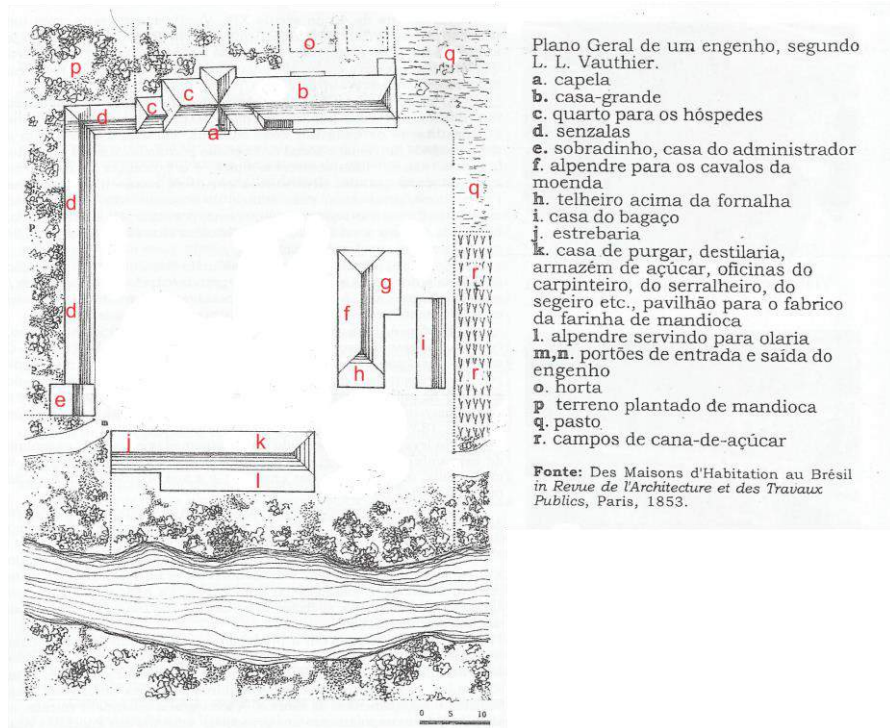 o
q
p
b
c
c
d
a
d
q
p
g
r
f
i
d
h
r
e
m
j
k
l
0 5 10
Plano Geral de um engenho, segundo
L. L. Vauthier.
a. capela
b. casa-grande
c. quarto para os hóspedes
d. senzalas
e. sobradinho, casa do administrador
f. alpendre para os cavalos da
moenda
h. telheiro acima da fornalha
i. casa do bagaço
j. estrebaria
k. casa de purgar, destilaria,
armazém de açúcar, oficinas do
carpinteiro, do serralheiro, do
segeiro etc., pavilhão para o fabrico
da farinha de mandioca
l. alpendre servindo para olaria
m,n. portões de entrada e saída do
engenho
o. horta
p terreno plantado de mandioca
q. pasto
r. campos de cana-de-açúcar
Fonte: Des Maisons d'Habitation au Brésil
in Revue de l'Architecture et des Travaux
Publics, Paris, 1853.